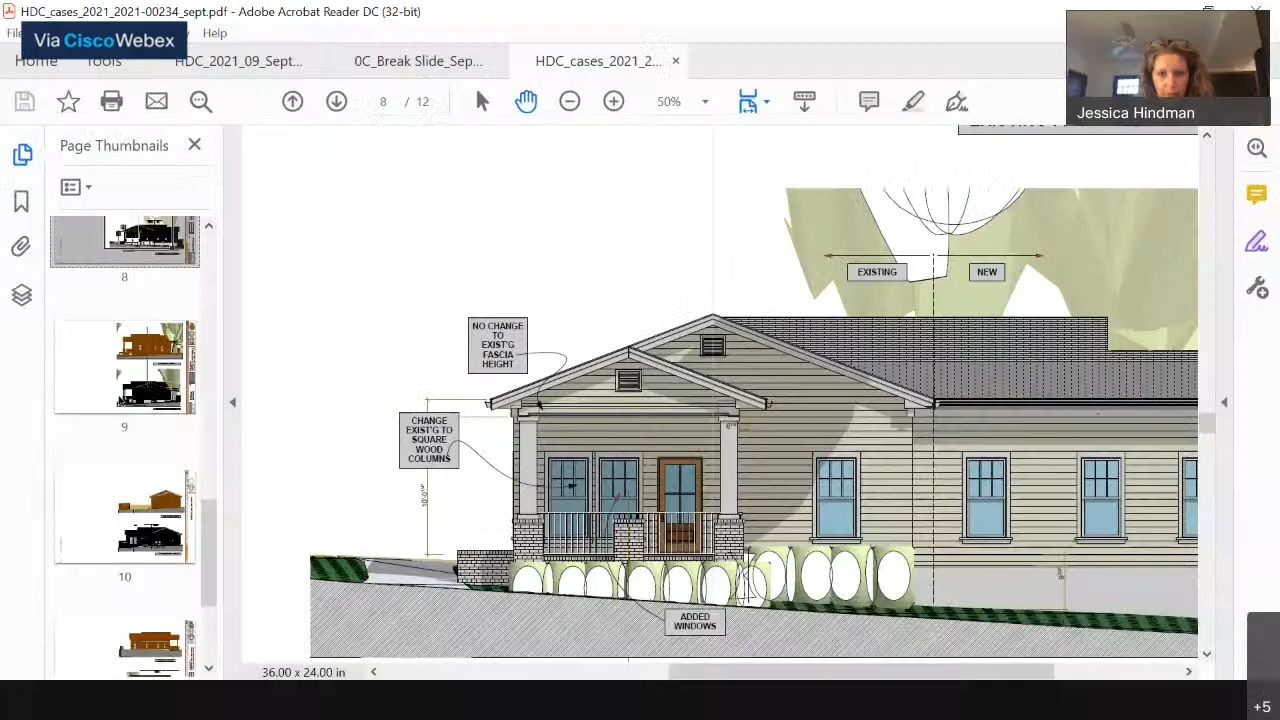 HDC_cases_2021_2021-00234_sept.pdf - Adobe Acrobat Reader DC (32-bit)
Via Cisco Webex
Help
Home
Tools
HDC_2021_09_Sept...
0C_Break Slide_Sep...
HDC_cases_2021_2...
8 / 12
50%
Jessica Hindman
Page Thumbnails
8
9
10
EXISTING
NEW
NO CHANGE
TO
EXIST'G
FASCIA
HEIGHT
CHANGE
EXIST'G TO
SQUARE
WOOD
COLUMNS
ADDED
WINDOWS
36.00 x 24.00 in
+5